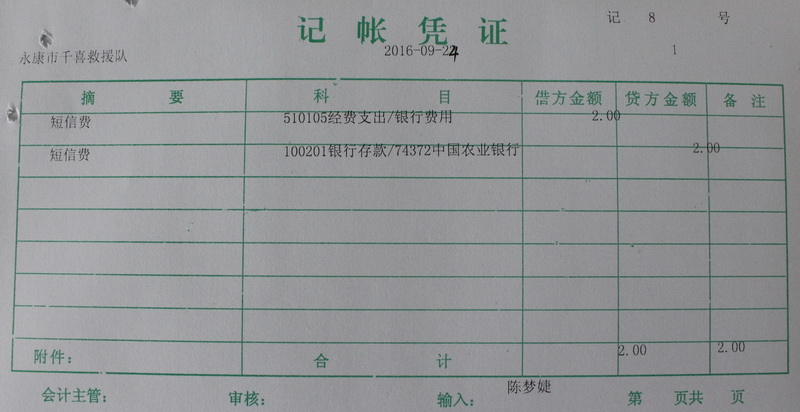 记帐凭证
记 8 号
永康市千喜救援队 2016-09-24 1
摘要 科目 借方金额 贷方金额 备注
短信费 510105经费支出/银行费用 2.00
短信费 100201银行存款/74372中国农业银行 2.00
附件： 合计 2.00 2.00
会计主管： 审核： 输入： 陈梦婕 第 页共 页